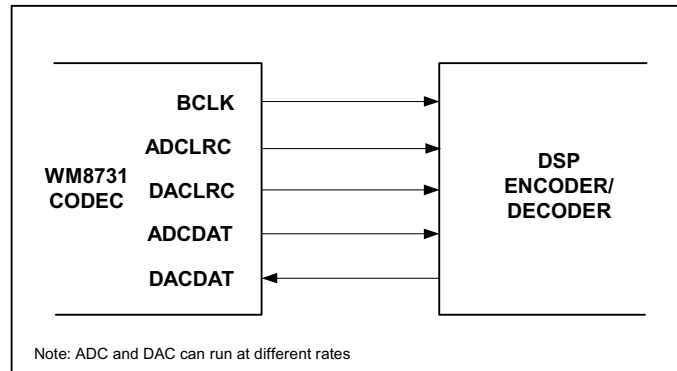 BCLK
ADCLRC
WM8731
CODEC
DACLRC
ADCDAT
DACDAT
DSP
ENCODER/
DECODER
Note: ADC and DAC can run at different rates